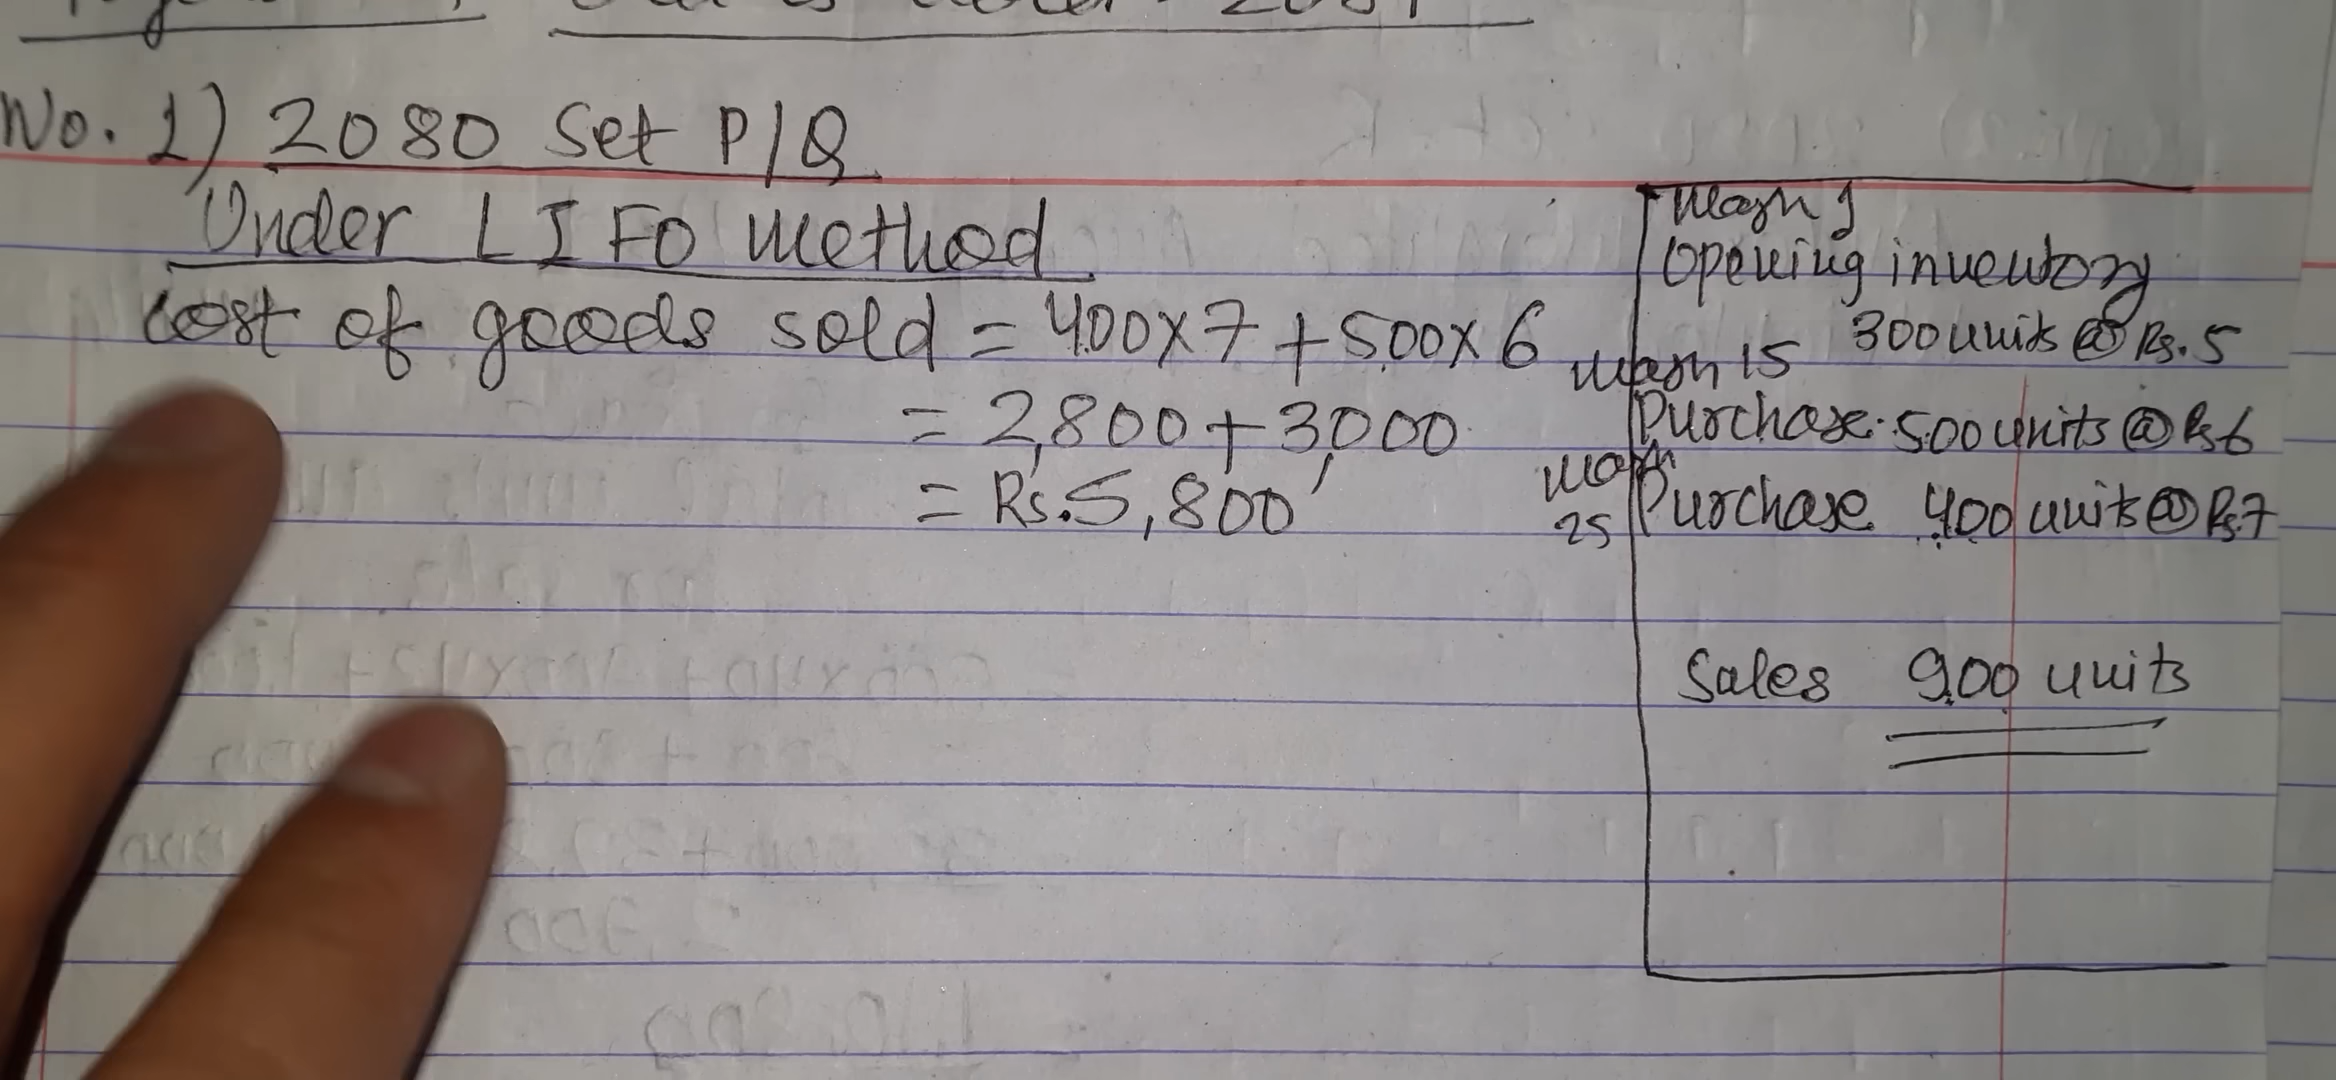 No. 1) 2080 Set P/Q
Under LIFO Method
Cost of goods sold = 400x7 + 500x6
= 2,800 + 3,000
= Rs. 5,800
1
Opening inventory
300 units @ Rs. 5
15
Purchase. 500 units @ Rs 6
25
Purchase 400 units @ Rs. 7
Sales 900 units